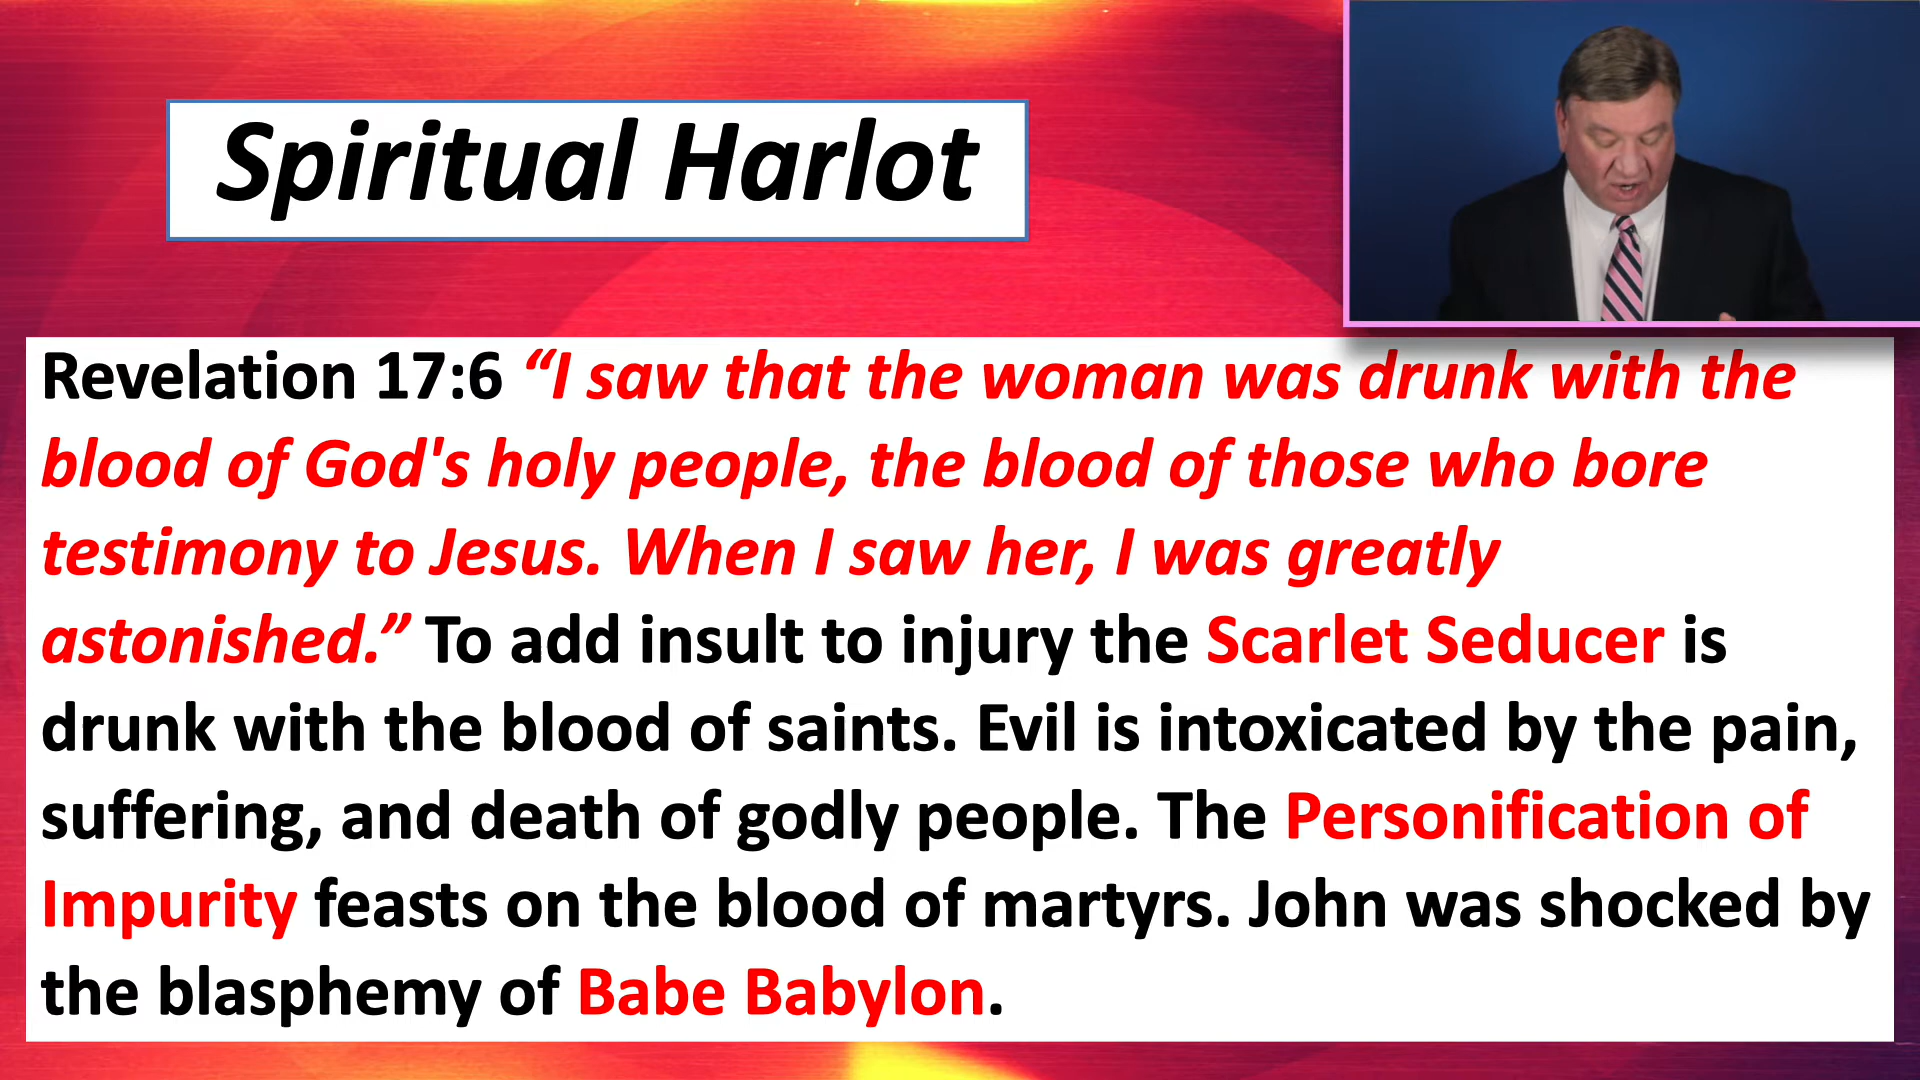 Spiritual Harlot
Revelation 17:6 “I saw that the woman was drunk with the
blood of God's holy people, the blood of those who bore
testimony to Jesus. When I saw her, I was greatly
astonished.” To add insult to injury the Scarlet Seducer is
drunk with the blood of saints. Evil is intoxicated by the pain,
suffering, and death of godly people. The Personification of
Impurity feasts on the blood of martyrs. John was shocked by
the blasphemy of Babe Babylon.